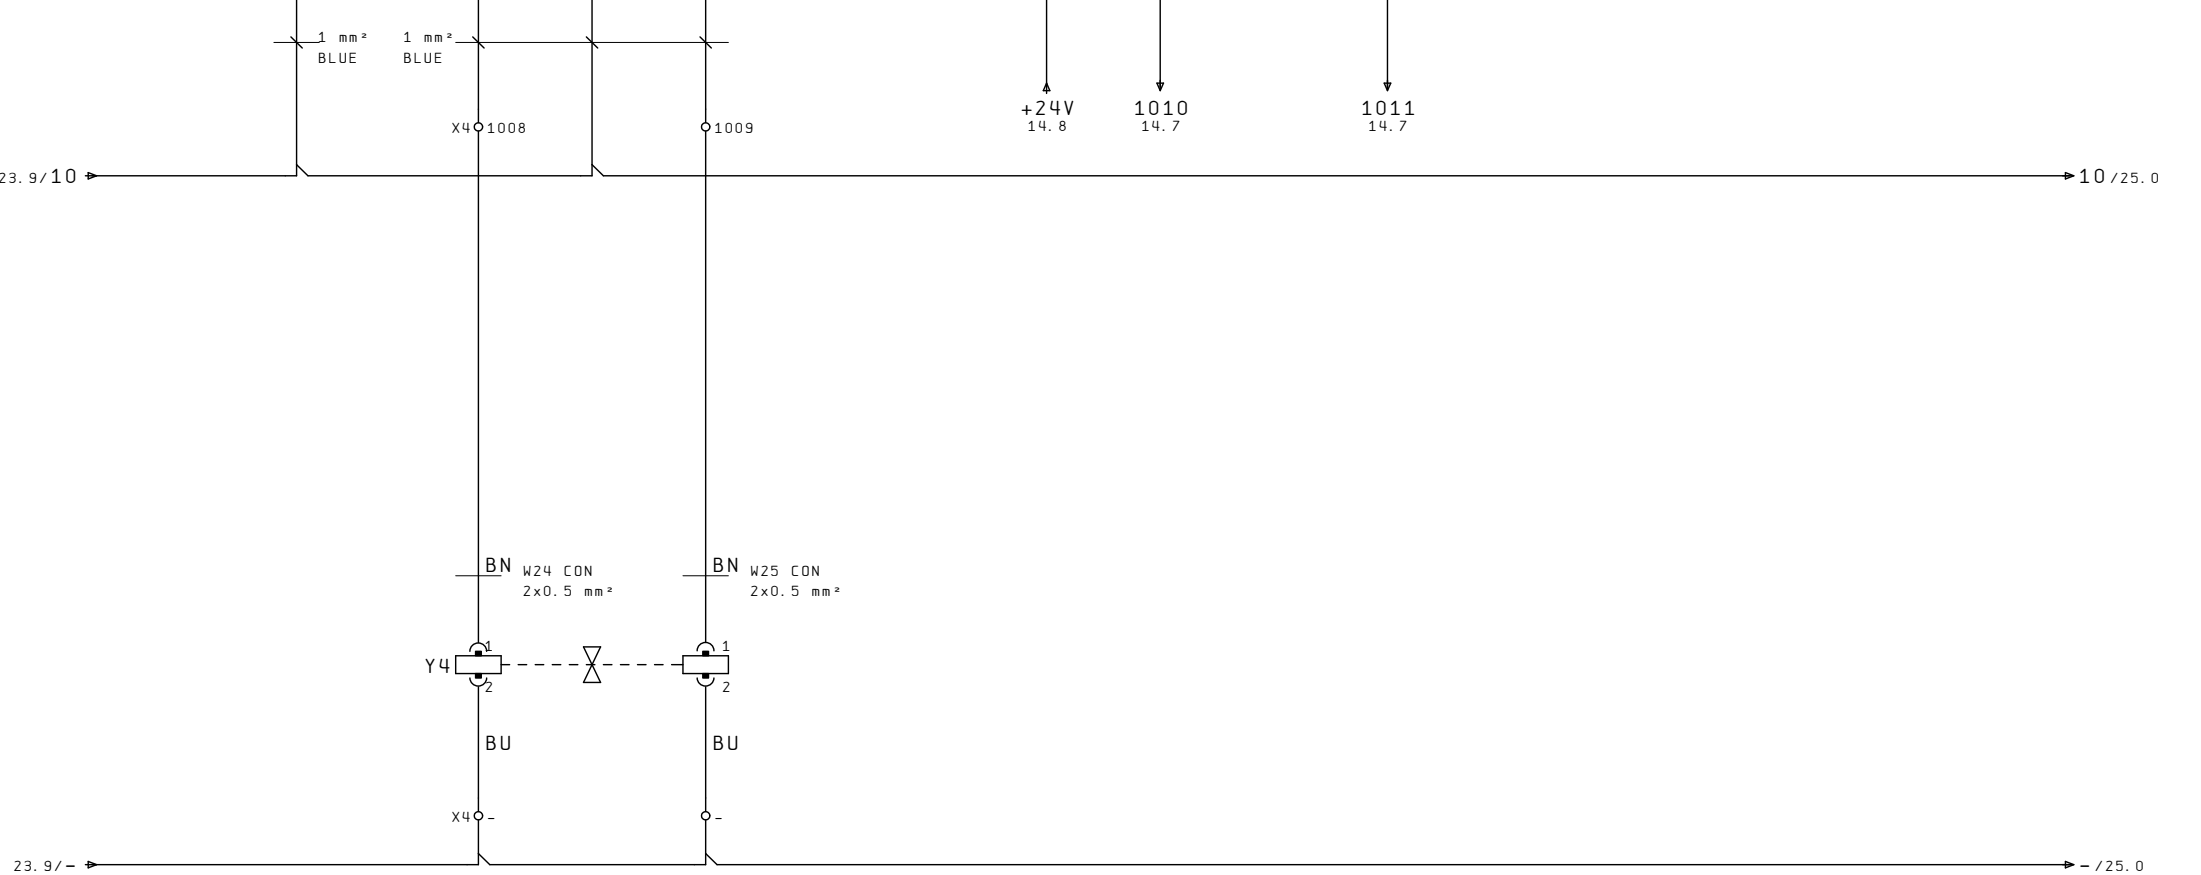 1 mm² 1 mm²
BLUE BLUE
+24V 1010 1011
14.8 14.7 14.7
X4 1008 1009
23.9/10 10/25.0
BN W24 CON BN W25 CON
2x0.5 mm² 2x0.5 mm²
1 1
Y4
2 2
BU BU
X4 - -
23.9/- -/25.0